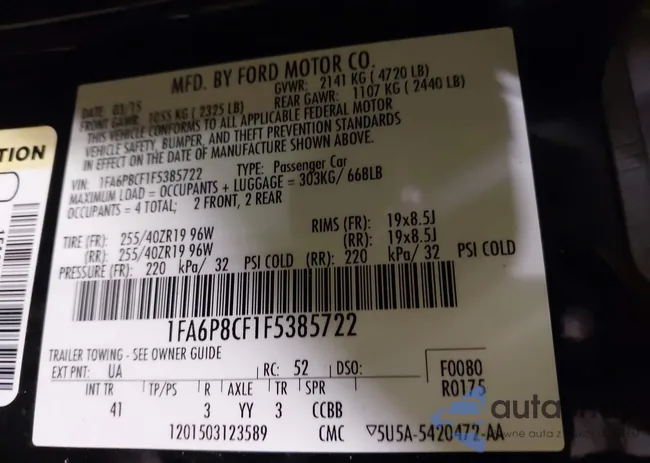 MFD. BY FORD MOTOR CO.
DATE: 03/15 GVWR: 2141 KG ( 4720 LB)
FRONT GAWR: 1055 KG ( 2325 LB) REAR GAWR: 1107 KG ( 2440 LB)
THIS VEHICLE CONFORMS TO ALL APPLICABLE FEDERAL MOTOR
VEHICLE SAFETY, BUMPER, AND THEFT PREVENTION STANDARDS
IN EFFECT ON THE DATE OF MANUFACTURE SHOWN ABOVE.
VIN: 1FA6P8CF1F5385722 TYPE: Passenger Car
MAXIMUM LOAD = OCCUPANTS + LUGGAGE = 303KG/ 668LB
OCCUPANTS = 4 TOTAL; 2 FRONT, 2 REAR
TIRE (FR): 255/40ZR19 96W RIMS (FR): 19x8.5J
(RR): 255/40ZR19 96W (RR): 19x8.5J
PRESSURE (FR): 220 kPa/ 32 PSI COLD (RR): 220 kPa/ 32 PSI COLD
1FA6P8CF1F5385722
TRAILER TOWING - SEE OWNER GUIDE
EXT PNT: UA RC: 52 DSO: F0080
INT TR TP/PS R AXLE TR SPR R0175
41 3 YY 3 CCBB
1201503123589 CMC ▽5U5A-5420472-AA
TION